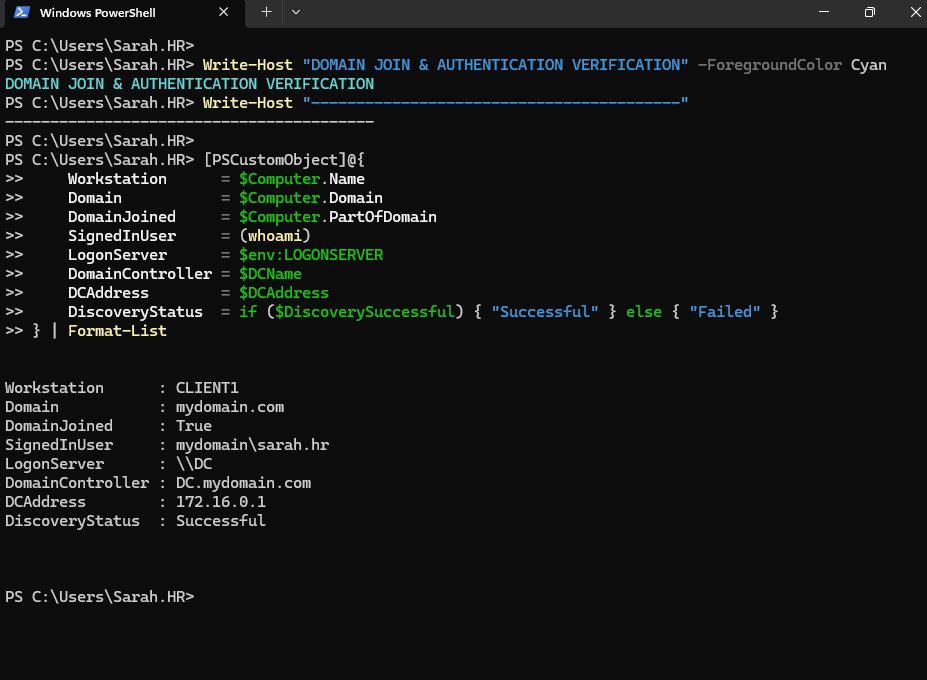 Windows PowerShell
PS C:\Users\Sarah.HR>
PS C:\Users\Sarah.HR> Write-Host "DOMAIN JOIN & AUTHENTICATION VERIFICATION" -ForegroundColor Cyan
DOMAIN JOIN & AUTHENTICATION VERIFICATION
PS C:\Users\Sarah.HR> Write-Host "-----------------------------------------"
-----------------------------------------
PS C:\Users\Sarah.HR>
PS C:\Users\Sarah.HR> [PSCustomObject]@{
>>     Workstation      = $Computer.Name
>>     Domain           = $Computer.Domain
>>     DomainJoined     = $Computer.PartOfDomain
>>     SignedInUser     = (whoami)
>>     LogonServer      = $env:LOGONSERVER
>>     DomainController = $DCName
>>     DCAddress        = $DCAddress
>>     DiscoveryStatus  = if ($DiscoverySuccessful) { "Successful" } else { "Failed" }
>> } | Format-List
Workstation      : CLIENT1
Domain           : mydomain.com
DomainJoined     : True
SignedInUser     : mydomain\sarah.hr
LogonServer      : \\DC
DomainController : DC.mydomain.com
DCAddress        : 172.16.0.1
DiscoveryStatus  : Successful
PS C:\Users\Sarah.HR>